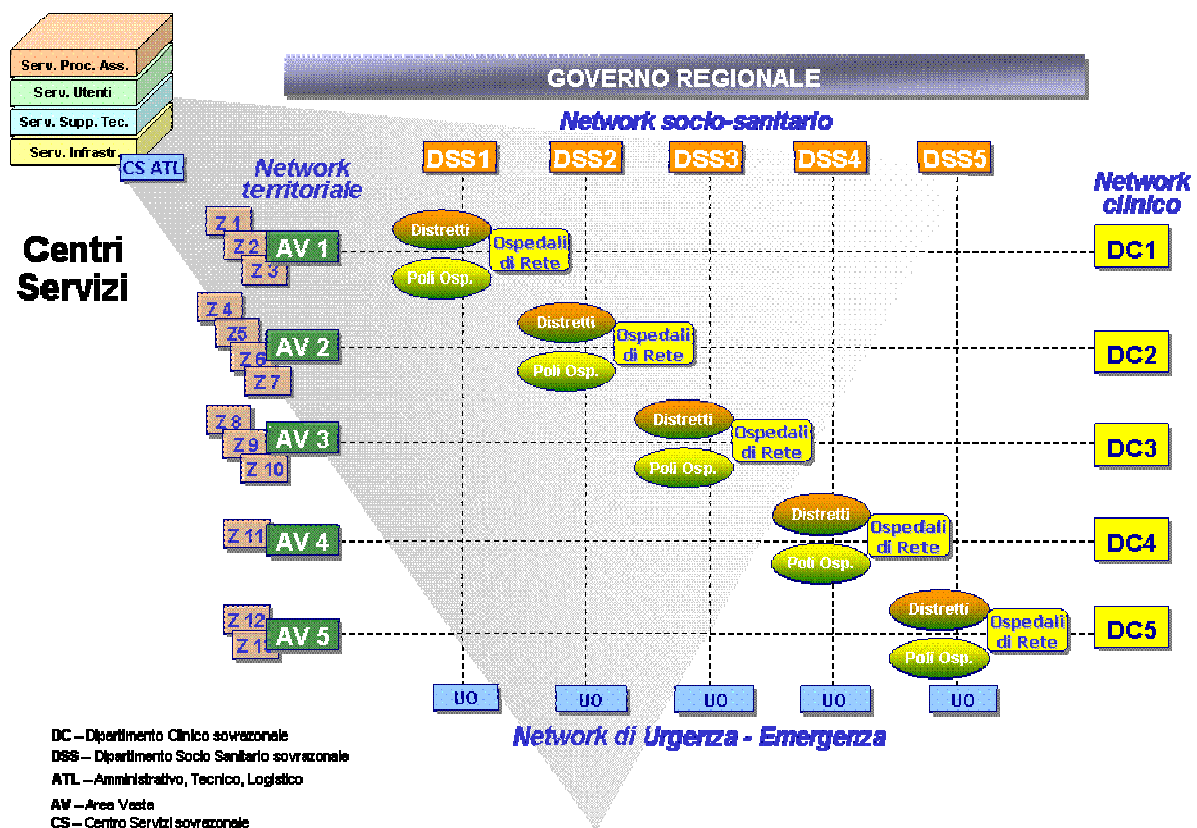 Serv. Proc. Ass.
Serv. Utenti
Serv. Supp. Tec.
Serv. Infrastr.
CS ATL
GOVERNO REGIONALE
Network socio-sanitario
DSS1
DSS2
DSS3
DSS4
DSS5
Network
territoriale
Network
clinico
Centri
Servizi
Z 1
Z 2
Z 3
AV 1
Distretti
Poli Osp.
Ospedali
di Rete
DC1
Z 4
Z5
Z 6
Z 7
AV 2
Distretti
Poli Osp.
Ospedali
di Rete
DC2
Z 8
Z 9
Z 10
AV 3
Distretti
Poli Osp.
Ospedali
di Rete
DC3
Z 11
AV 4
Distretti
Poli Osp.
Ospedali
di Rete
DC4
Z 12
Z 13
AV 5
Distretti
Poli Osp.
Ospedali
di Rete
DC5
UO
UO
UO
UO
UO
Network di Urgenza - Emergenza
DC – Dipartimento Clinico sovrazonale
DSS – Dipartimento Socio Sanitario sovrazonale
ATL – Amministrativo, Tecnico, Logistico
AV – Area Vasta
CS – Centro Servizi sovrazonale